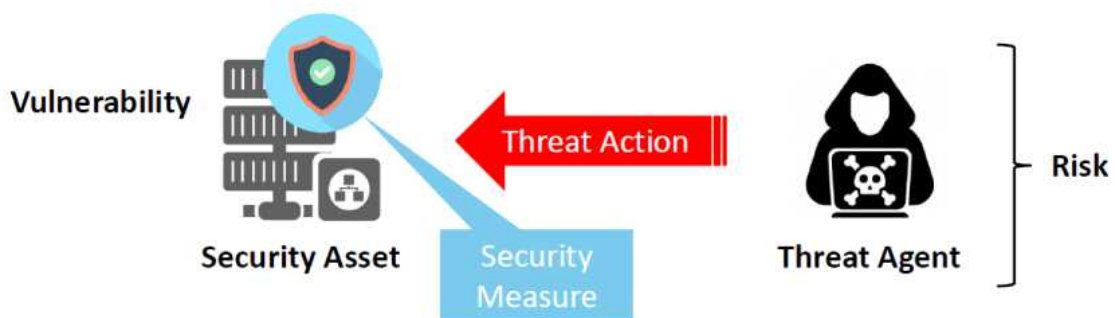 Vulnerability
Threat Action
Risk
Security Asset
Security
Measure
Threat Agent